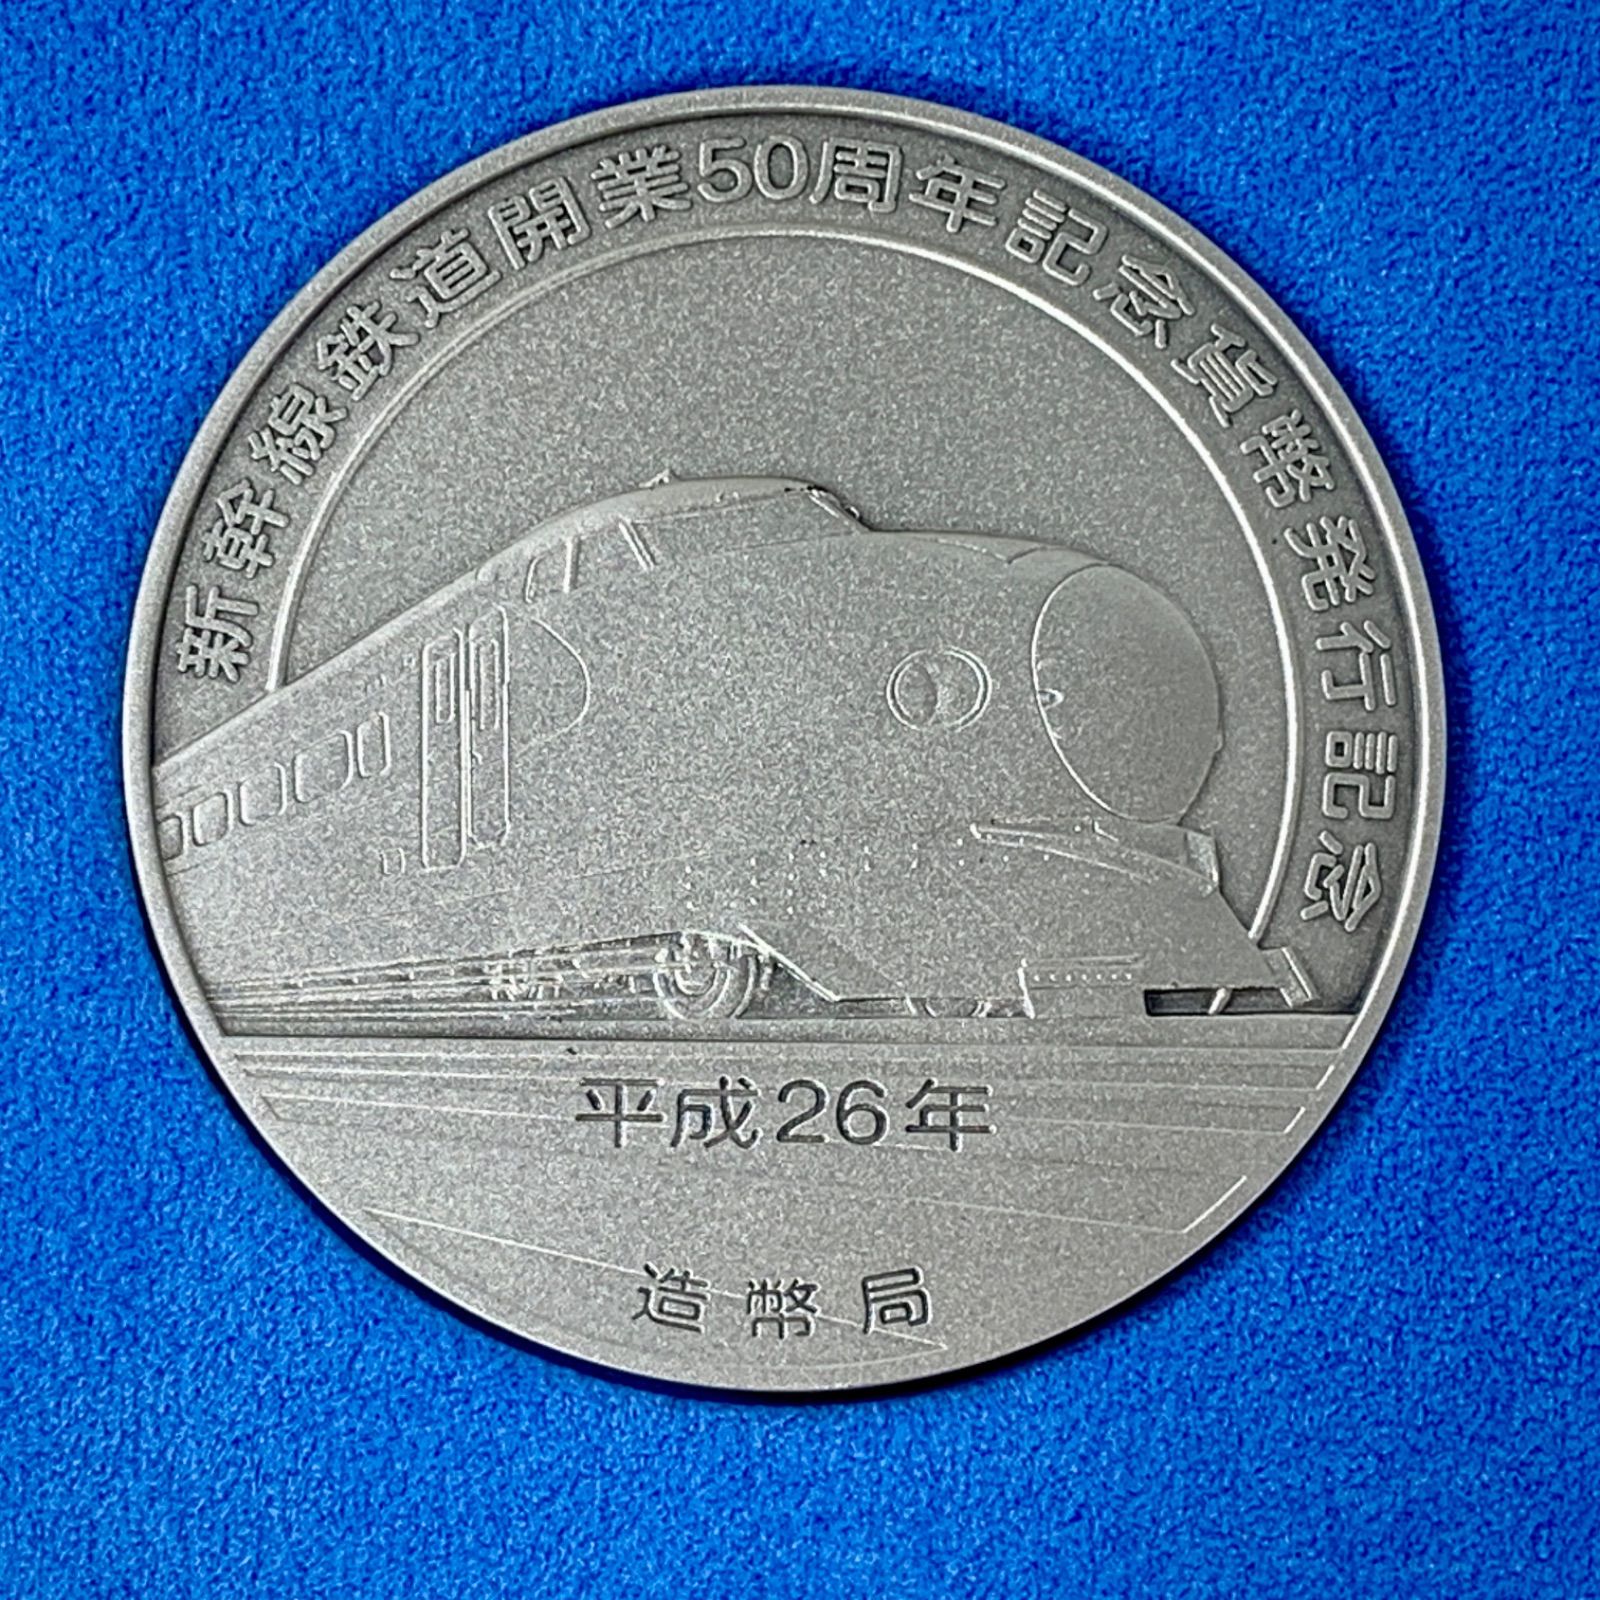 新幹線鉄道開業50周年記念貨幣発行記念
平成26年
造幣局